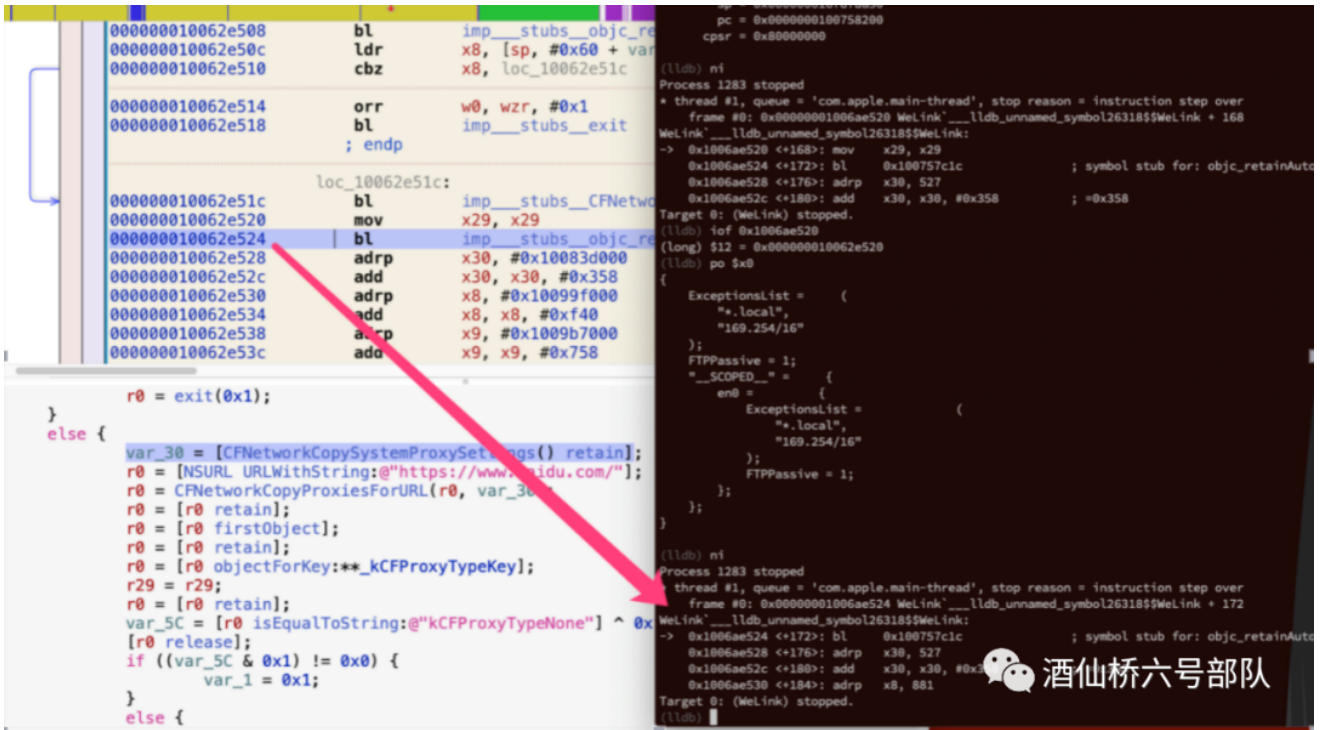 000000010062e508 bl imp___stubs__objc_re
000000010062e50c ldr x8, [sp, #0x60 + var
000000010062e510 cbz x8, loc_10062e51c
000000010062e514 orr w0, wzr, #0x1
000000010062e518 bl imp___stubs__exit
; endp
loc_10062e51c:
000000010062e51c bl imp___stubs__CFNetwo
000000010062e520 mov x29, x29
000000010062e524 bl imp___stubs__objc_re
000000010062e528 adrp x30, #0x10083d000
000000010062e52c add x30, x30, #0x358
000000010062e530 adrp x8, #0x10099f000
000000010062e534 add x8, x8, #0xf40
000000010062e538 adrp x9, #0x1009b7000
000000010062e53c add x9, x9, #0x758
r0 = exit(0x1);
}
else {
var_30 = [CFNetworkCopySystemProxySettings() retain];
r0 = [NSURL URLWithString:@"https://www.baidu.com/"];
r0 = CFNetworkCopyProxiesForURL(r0, var_30);
r0 = [r0 retain];
r0 = [r0 firstObject];
r0 = [r0 retain];
r0 = [r0 objectForKey:**_kCFProxyTypeKey];
r29 = r29;
r0 = [r0 retain];
var_5C = [r0 isEqualToString:@"kCFProxyTypeNone"] ^ 0x
[r0 release];
if ((var_5C & 0x1) != 0x0) {
var_1 = 0x1;
}
else {
pc = 0x0000000100758200
cpsr = 0x80000000
(lldb) ni
Process 1283 stopped
* thread #1, queue = 'com.apple.main-thread', stop reason = instruction step over
frame #0: 0x00000001006ae520 WeLink`___lldb_unnamed_symbol26318$$WeLink + 168
WeLink`___lldb_unnamed_symbol26318$$WeLink:
-> 0x1006ae520 <+168>: mov x29, x29
0x1006ae524 <+172>: bl 0x100757c1c ; symbol stub for: objc_retainAuto
0x1006ae528 <+176>: adrp x30, 527
0x1006ae52c <+180>: add x30, x30, #0x358 ; =0x358
Target 0: (WeLink) stopped.
(lldb) iof 0x1006ae520
(long) $12 = 0x000000010062e520
(lldb) po $x0
{
ExceptionsList = (
"*.local",
"169.254/16"
);
FTPPassive = 1;
"__SCOPED__" = {
en0 = {
ExceptionsList = (
"*.local",
"169.254/16"
);
FTPPassive = 1;
};
};
}
(lldb) ni
Process 1283 stopped
* thread #1, queue = 'com.apple.main-thread', stop reason = instruction step over
frame #0: 0x00000001006ae524 WeLink`___lldb_unnamed_symbol26318$$WeLink + 172
WeLink`___lldb_unnamed_symbol26318$$WeLink:
-> 0x1006ae524 <+172>: bl 0x100757c1c ; symbol stub for: objc_retainAuto
0x1006ae528 <+176>: adrp x30, 527
0x1006ae52c <+180>: add x30, x30, #0x3
0x1006ae530 <+184>: adrp x8, 881
Target 0: (WeLink) stopped.
(lldb)
酒仙桥六号部队